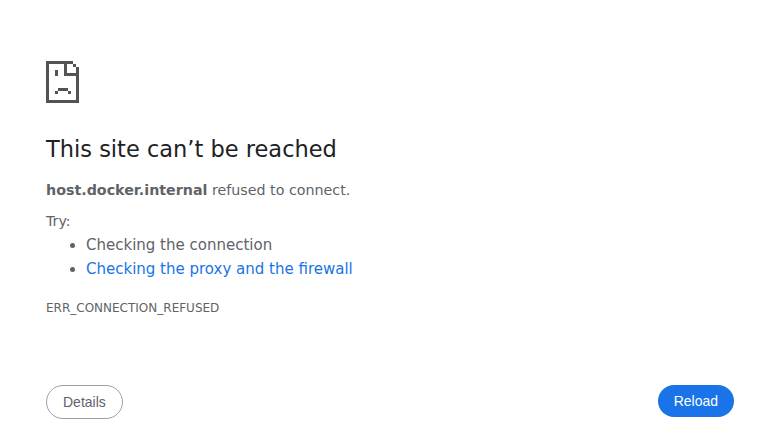 This site can’t be reached
host.docker.internal refused to connect.
Try:
Checking the connection
Checking the proxy and the firewall
ERR_CONNECTION_REFUSED
Details
Reload